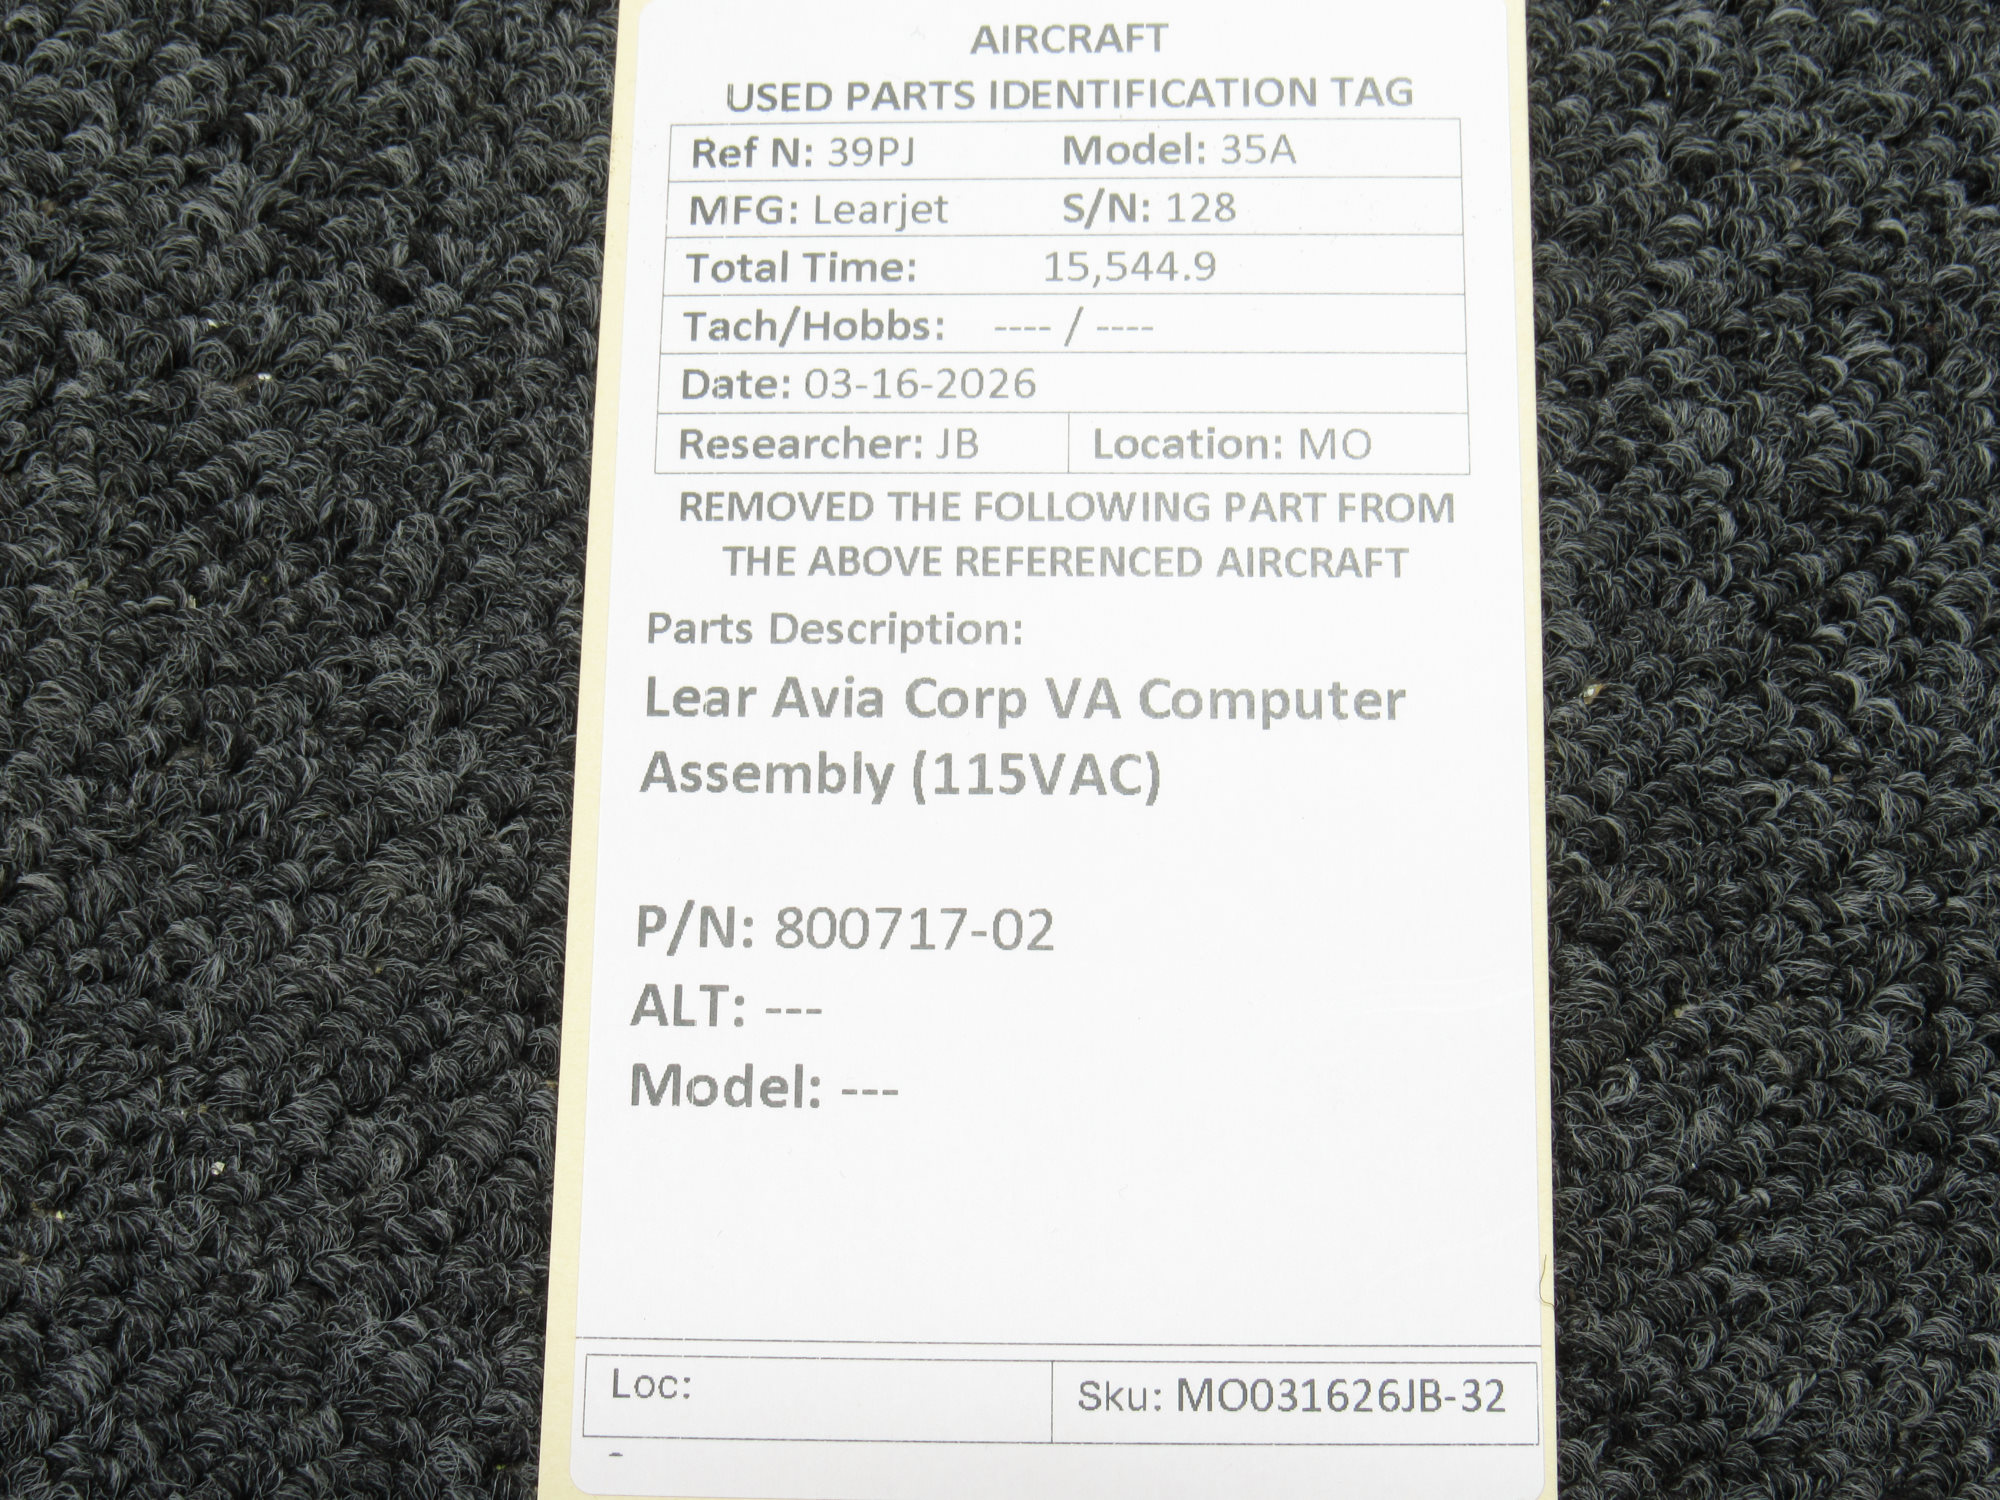 AIRCRAFT
USED PARTS IDENTIFICATION TAG
Ref N: 39PJ Model: 35A
MFG: Learjet S/N: 128
Total Time: 15,544.9
Tach/Hobbs: ---- / ----
Date: 03-16-2026
Researcher: JB Location: MO
REMOVED THE FOLLOWING PART FROM
THE ABOVE REFERENCED AIRCRAFT
Parts Description:
Lear Avia Corp VA Computer
Assembly (115VAC)
P/N: 800717-02
ALT: ---
Model: ---
Loc: Sku: MO031626JB-32
-